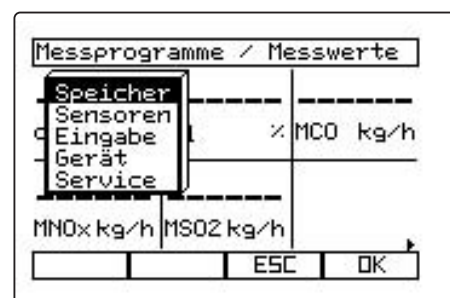 Messprogramme / Messwerte
Speicher
Sensoren
Eingabe
Gerät
Service
% MCO kg/h
MNOx kg/h MSO2 kg/h
ESC OK